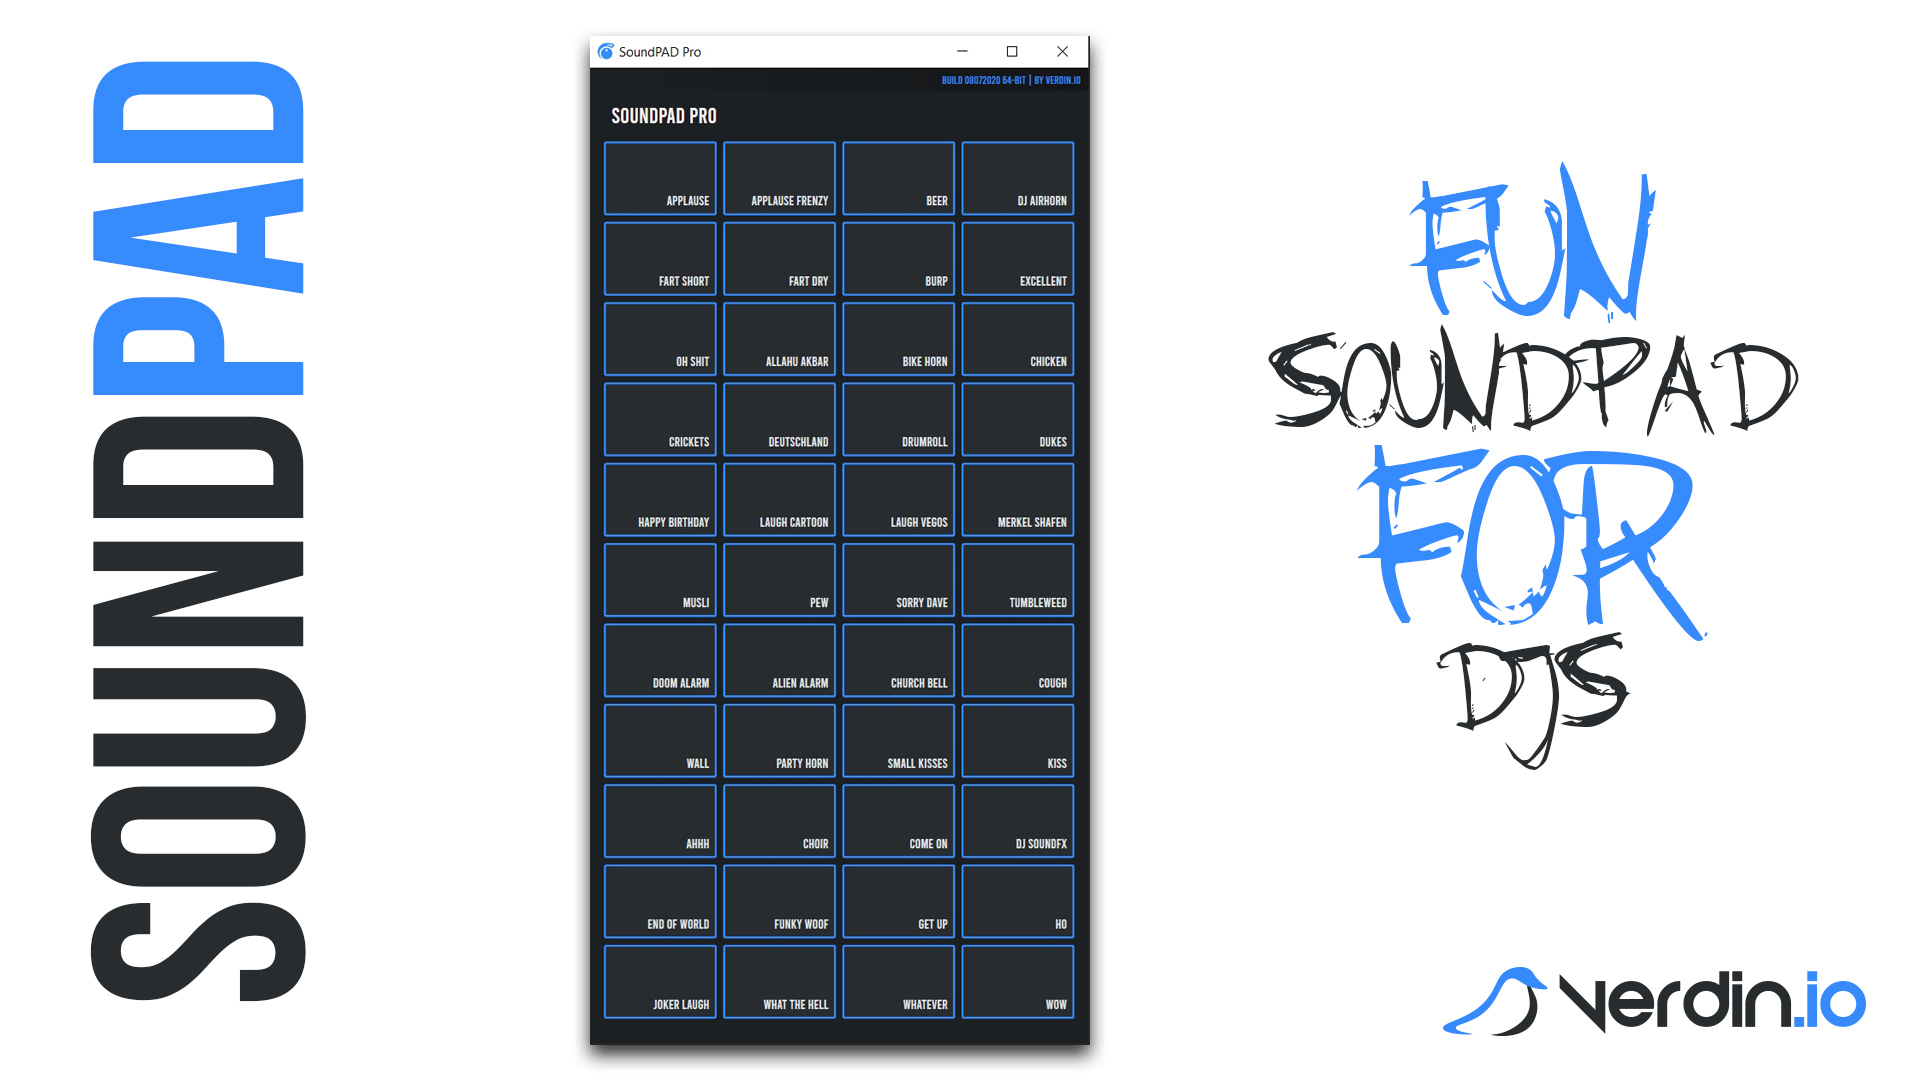 SOUNDPAD
SoundPAD Pro
BUILD 08072020 64-BIT | BY VERDIN.IO
SOUNDPAD PRO
APPLAUSE APPLAUSE FRENZY BEER DJ AIRHORN
FART SHORT FART DRY BURP EXCELLENT
OH SHIT ALLAHU AKBAR BIKE HORN CHICKEN
CRICKETS DEUTSCHLAND DRUMROLL DUKES
HAPPY BIRTHDAY LAUGH CARTOON LAUGH VEGOS MERKEL SHAFEN
MUSLI PEW SORRY DAVE TUMBLEWEED
DOOM ALARM ALIEN ALARM CHURCH BELL COUGH
WALL PARTY HORN SMALL KISSES KISS
AHHH CHOIR COME ON DJ SOUNDFX
END OF WORLD FUNKY WOOF GET UP HO
JOKER LAUGH WHAT THE HELL WHATEVER WOW
FUN
SOUNDPAD
FOR
DJS
verdin.io